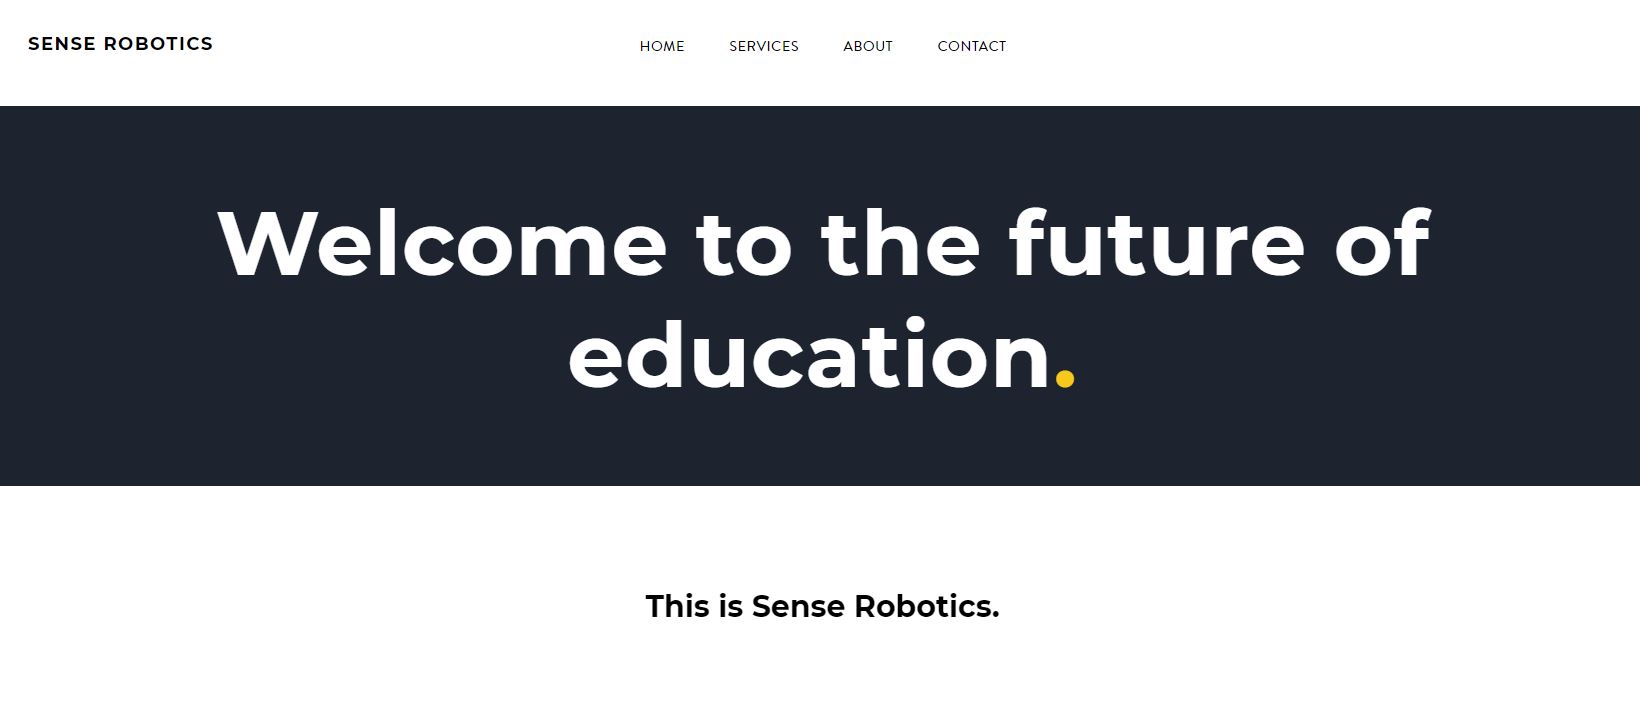 SENSE ROBOTICS
HOME SERVICES ABOUT CONTACT
Welcome to the future of
education.
This is Sense Robotics.